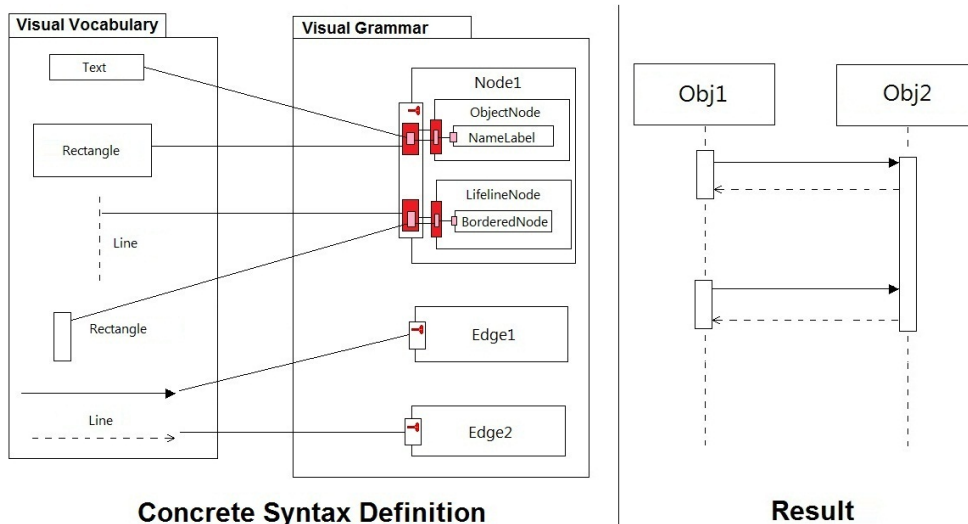 Visual Vocabulary
Text
Rectangle
Line
Rectangle
Line
Visual Grammar
Node1
ObjectNode
NameLabel
LifelineNode
BorderedNode
Edge1
Edge2
Concrete Syntax Definition
Obj1
Obj2
Result